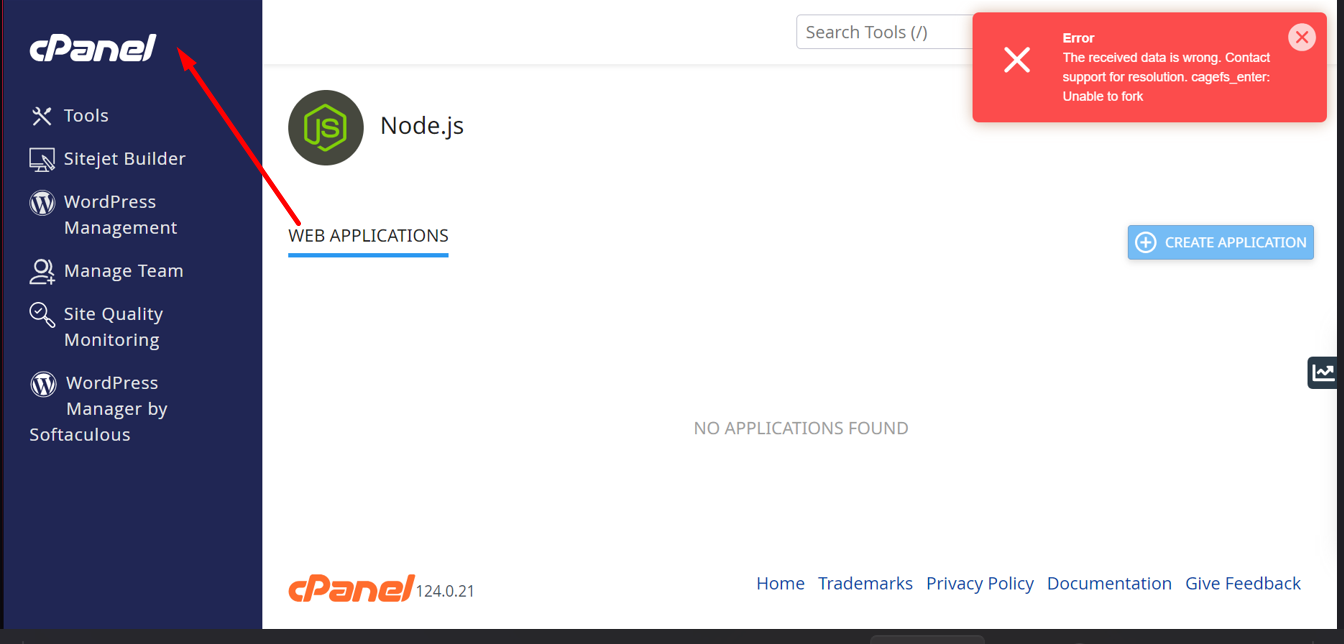 cPanel
Tools
Sitejet Builder
WordPress
Management
Manage Team
Site Quality
Monitoring
WordPress
Manager by
Softaculous
Search Tools (/)
Error
The received data is wrong. Contact
support for resolution. cagefs_enter:
Unable to fork
JS
Node.js
WEB APPLICATIONS
CREATE APPLICATION
NO APPLICATIONS FOUND
cPanel 124.0.21
Home Trademarks Privacy Policy Documentation Give Feedback